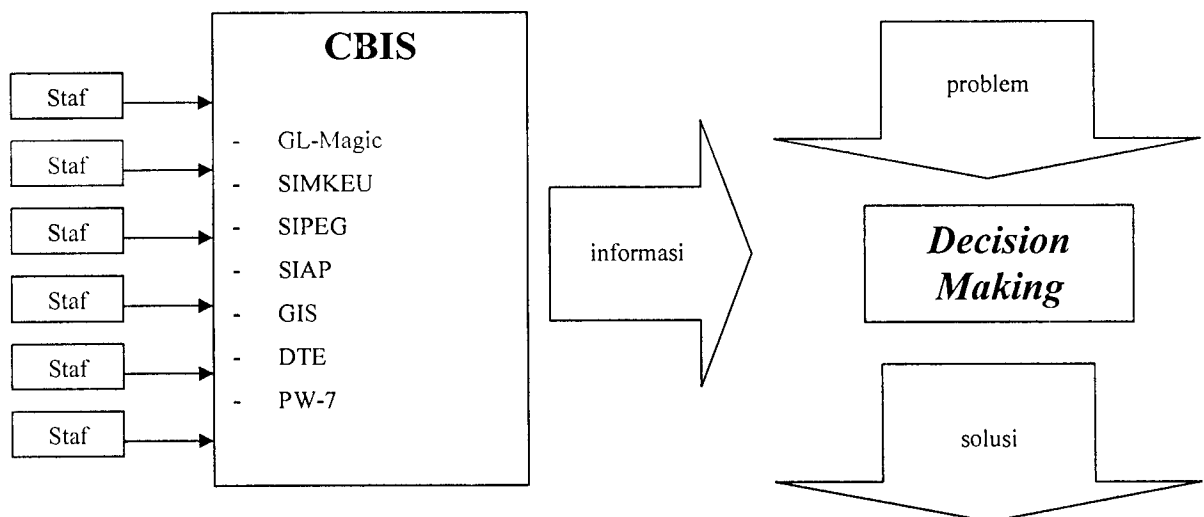 CBIS
Staf
Staf
Staf
Staf
Staf
Staf
- GL-Magic
- SIMKEU
- SIPEG
- SIAP
- GIS
- DTE
- PW-7
informasi
problem
Decision
Making
solusi